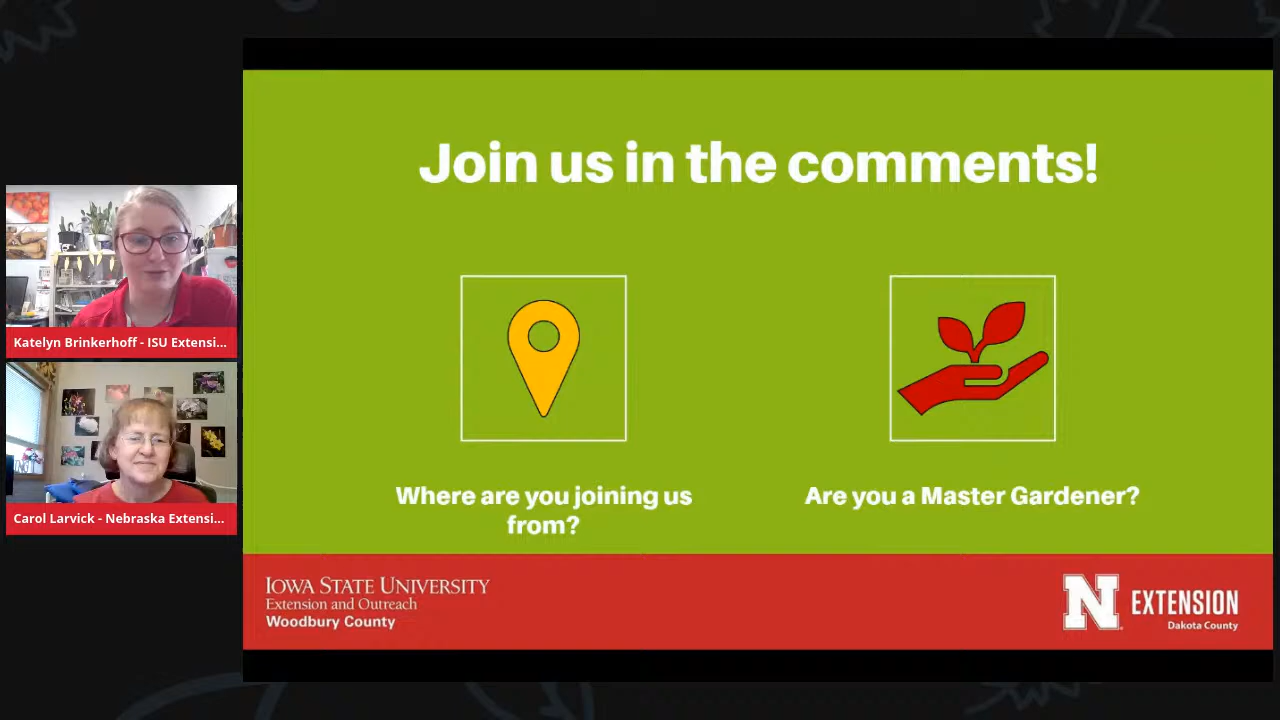 Join us in the comments!
Katelyn Brinkerhoff - ISU Extensi...
Carol Larvick - Nebraska Extensi...
Where are you joining us
from?
Are you a Master Gardener?
IOWA STATE UNIVERSITY
Extension and Outreach
Woodbury County
N EXTENSION
Dakota County